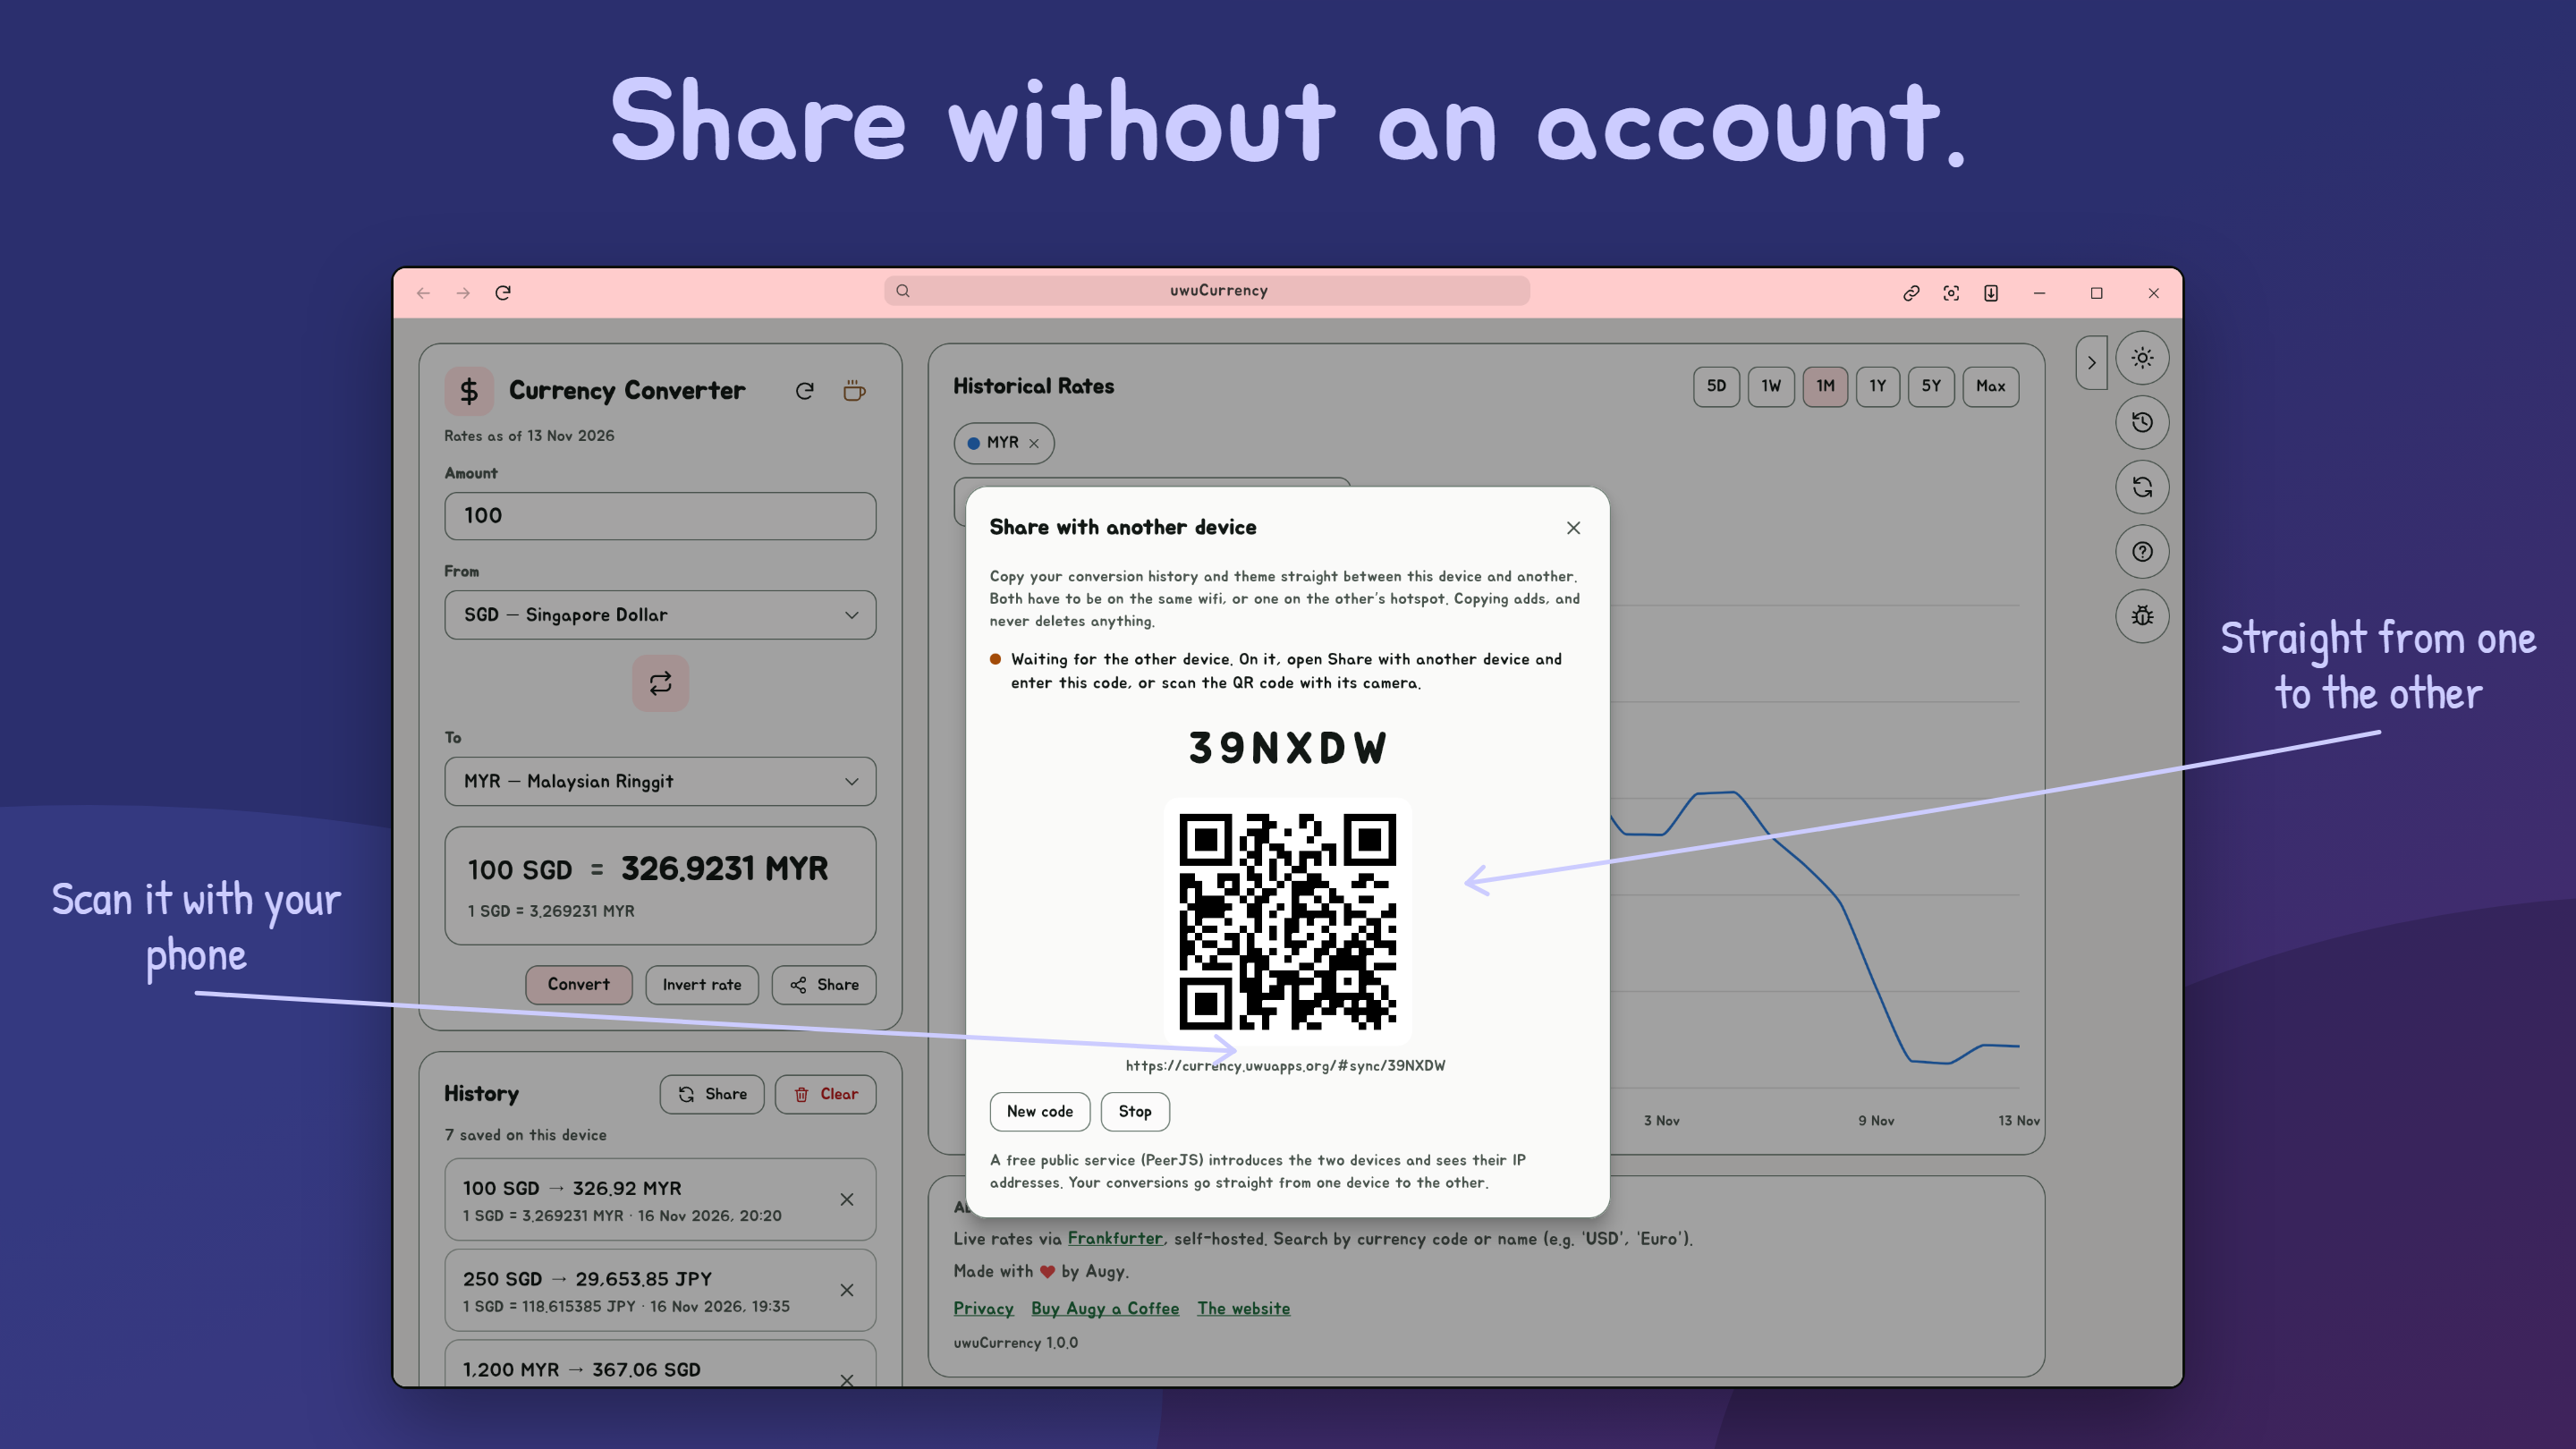 Share without an account.
uwuCurrency
Currency Converter
Rates as of 13 Nov 2026
Amount
100
From
SGD — Singapore Dollar
To
MYR — Malaysian Ringgit
100 SGD = 326.9231 MYR
1 SGD = 3.269231 MYR
Convert
Invert rate
Share
History
Share
Clear
7 saved on this device
100 SGD → 326.92 MYR
1 SGD = 3.269231 MYR · 16 Nov 2026, 20:20
250 SGD → 29,653.85 JPY
1 SGD = 118.615385 JPY · 16 Nov 2026, 19:35
1,200 MYR → 367.06 SGD
Historical Rates
5D
1W
1M
1Y
5Y
Max
MYR
Share with another device
Copy your conversion history and theme straight between this device and another.
Both have to be on the same wifi, or one on the other's hotspot. Copying adds, and
never deletes anything.
Waiting for the other device. On it, open Share with another device and
enter this code, or scan the QR code with its camera.
39NXDW
https://currency.uwuapps.org/#sync/39NXDW
New code
Stop
A free public service (PeerJS) introduces the two devices and sees their IP
addresses. Your conversions go straight from one device to the other.
3 Nov
9 Nov
13 Nov
Live rates via Frankfurter, self-hosted. Search by currency code or name (e.g. 'USD', 'Euro').
Made with ❤ by Augy.
Privacy
Buy Augy a Coffee
The website
uwuCurrency 1.0.0
Scan it with your
phone
Straight from one
to the other